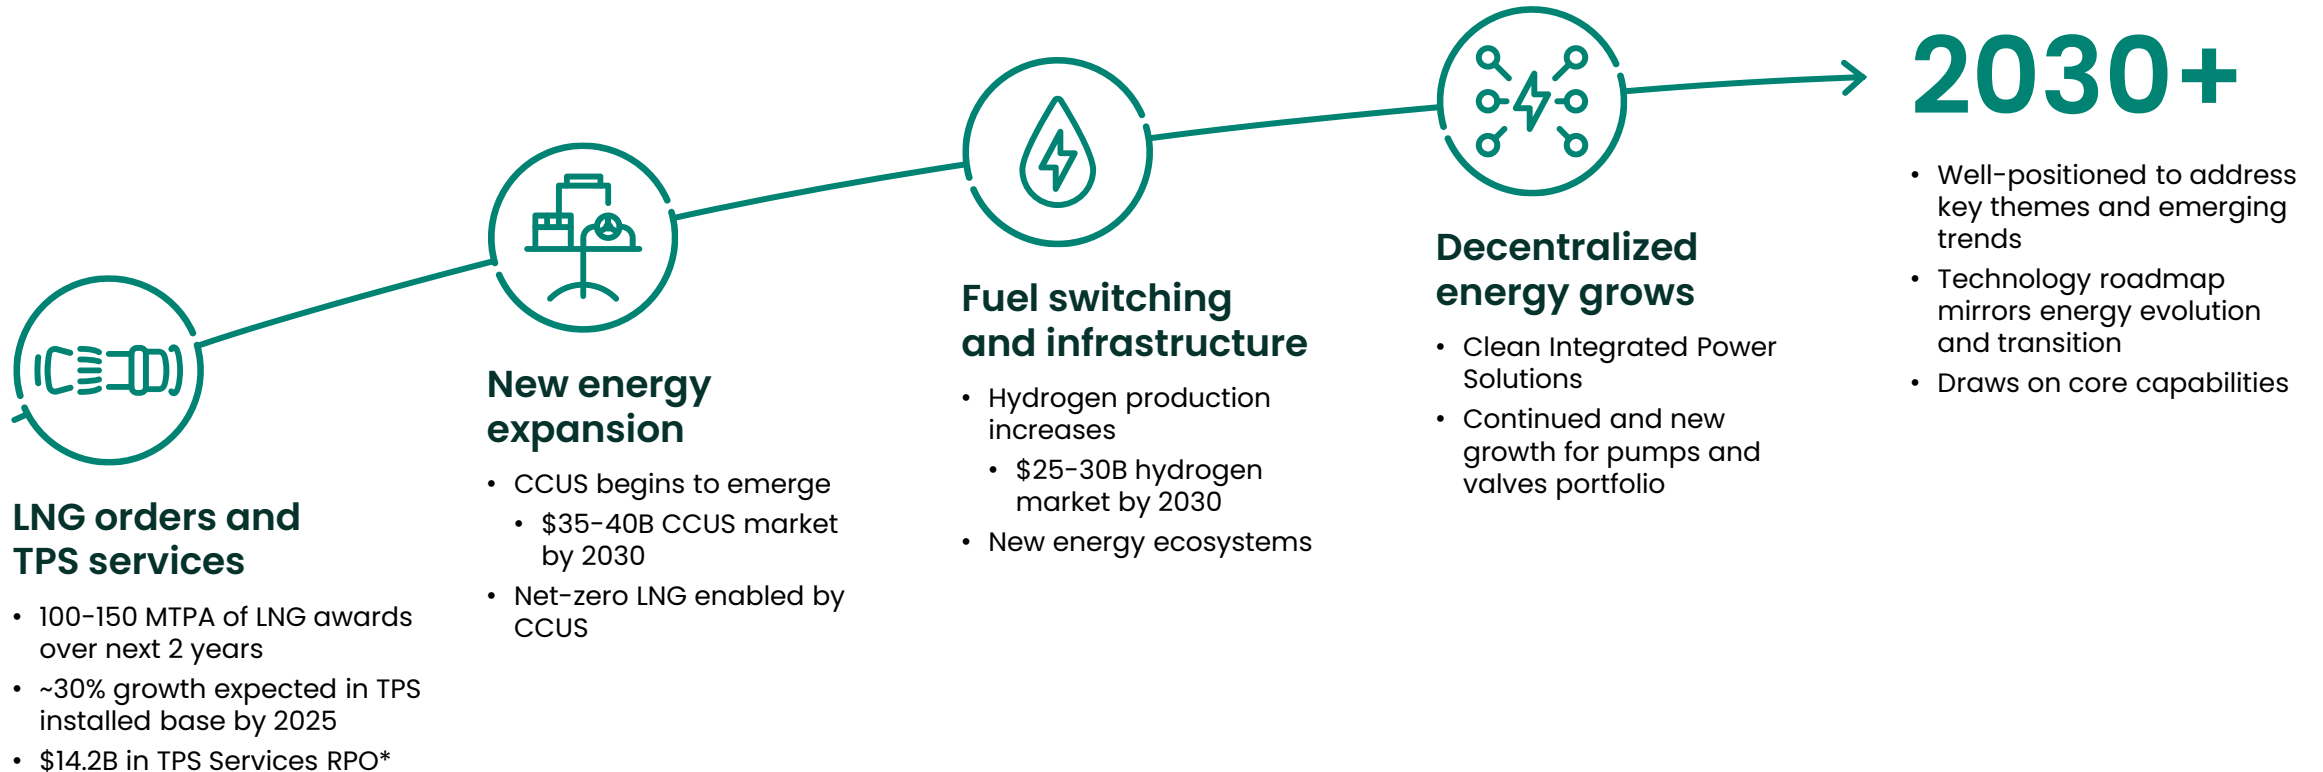 LNG orders and
TPS services
• 100-150 MTPA of LNG awards
over next 2 years
• ~30% growth expected in TPS
installed base by 2025
• $14.2B in TPS Services RPO*
New energy
expansion
• CCUS begins to emerge
• $35-40B CCUS market
by 2030
• Net-zero LNG enabled by
CCUS
Fuel switching
and infrastructure
• Hydrogen production
increases
• $25-30B hydrogen
market by 2030
• New energy ecosystems
Decentralized
energy grows
• Clean Integrated Power
Solutions
• Continued and new
growth for pumps and
valves portfolio
2030+
• Well-positioned to address
key themes and emerging
trends
• Technology roadmap
mirrors energy evolution
and transition
• Draws on core capabilities